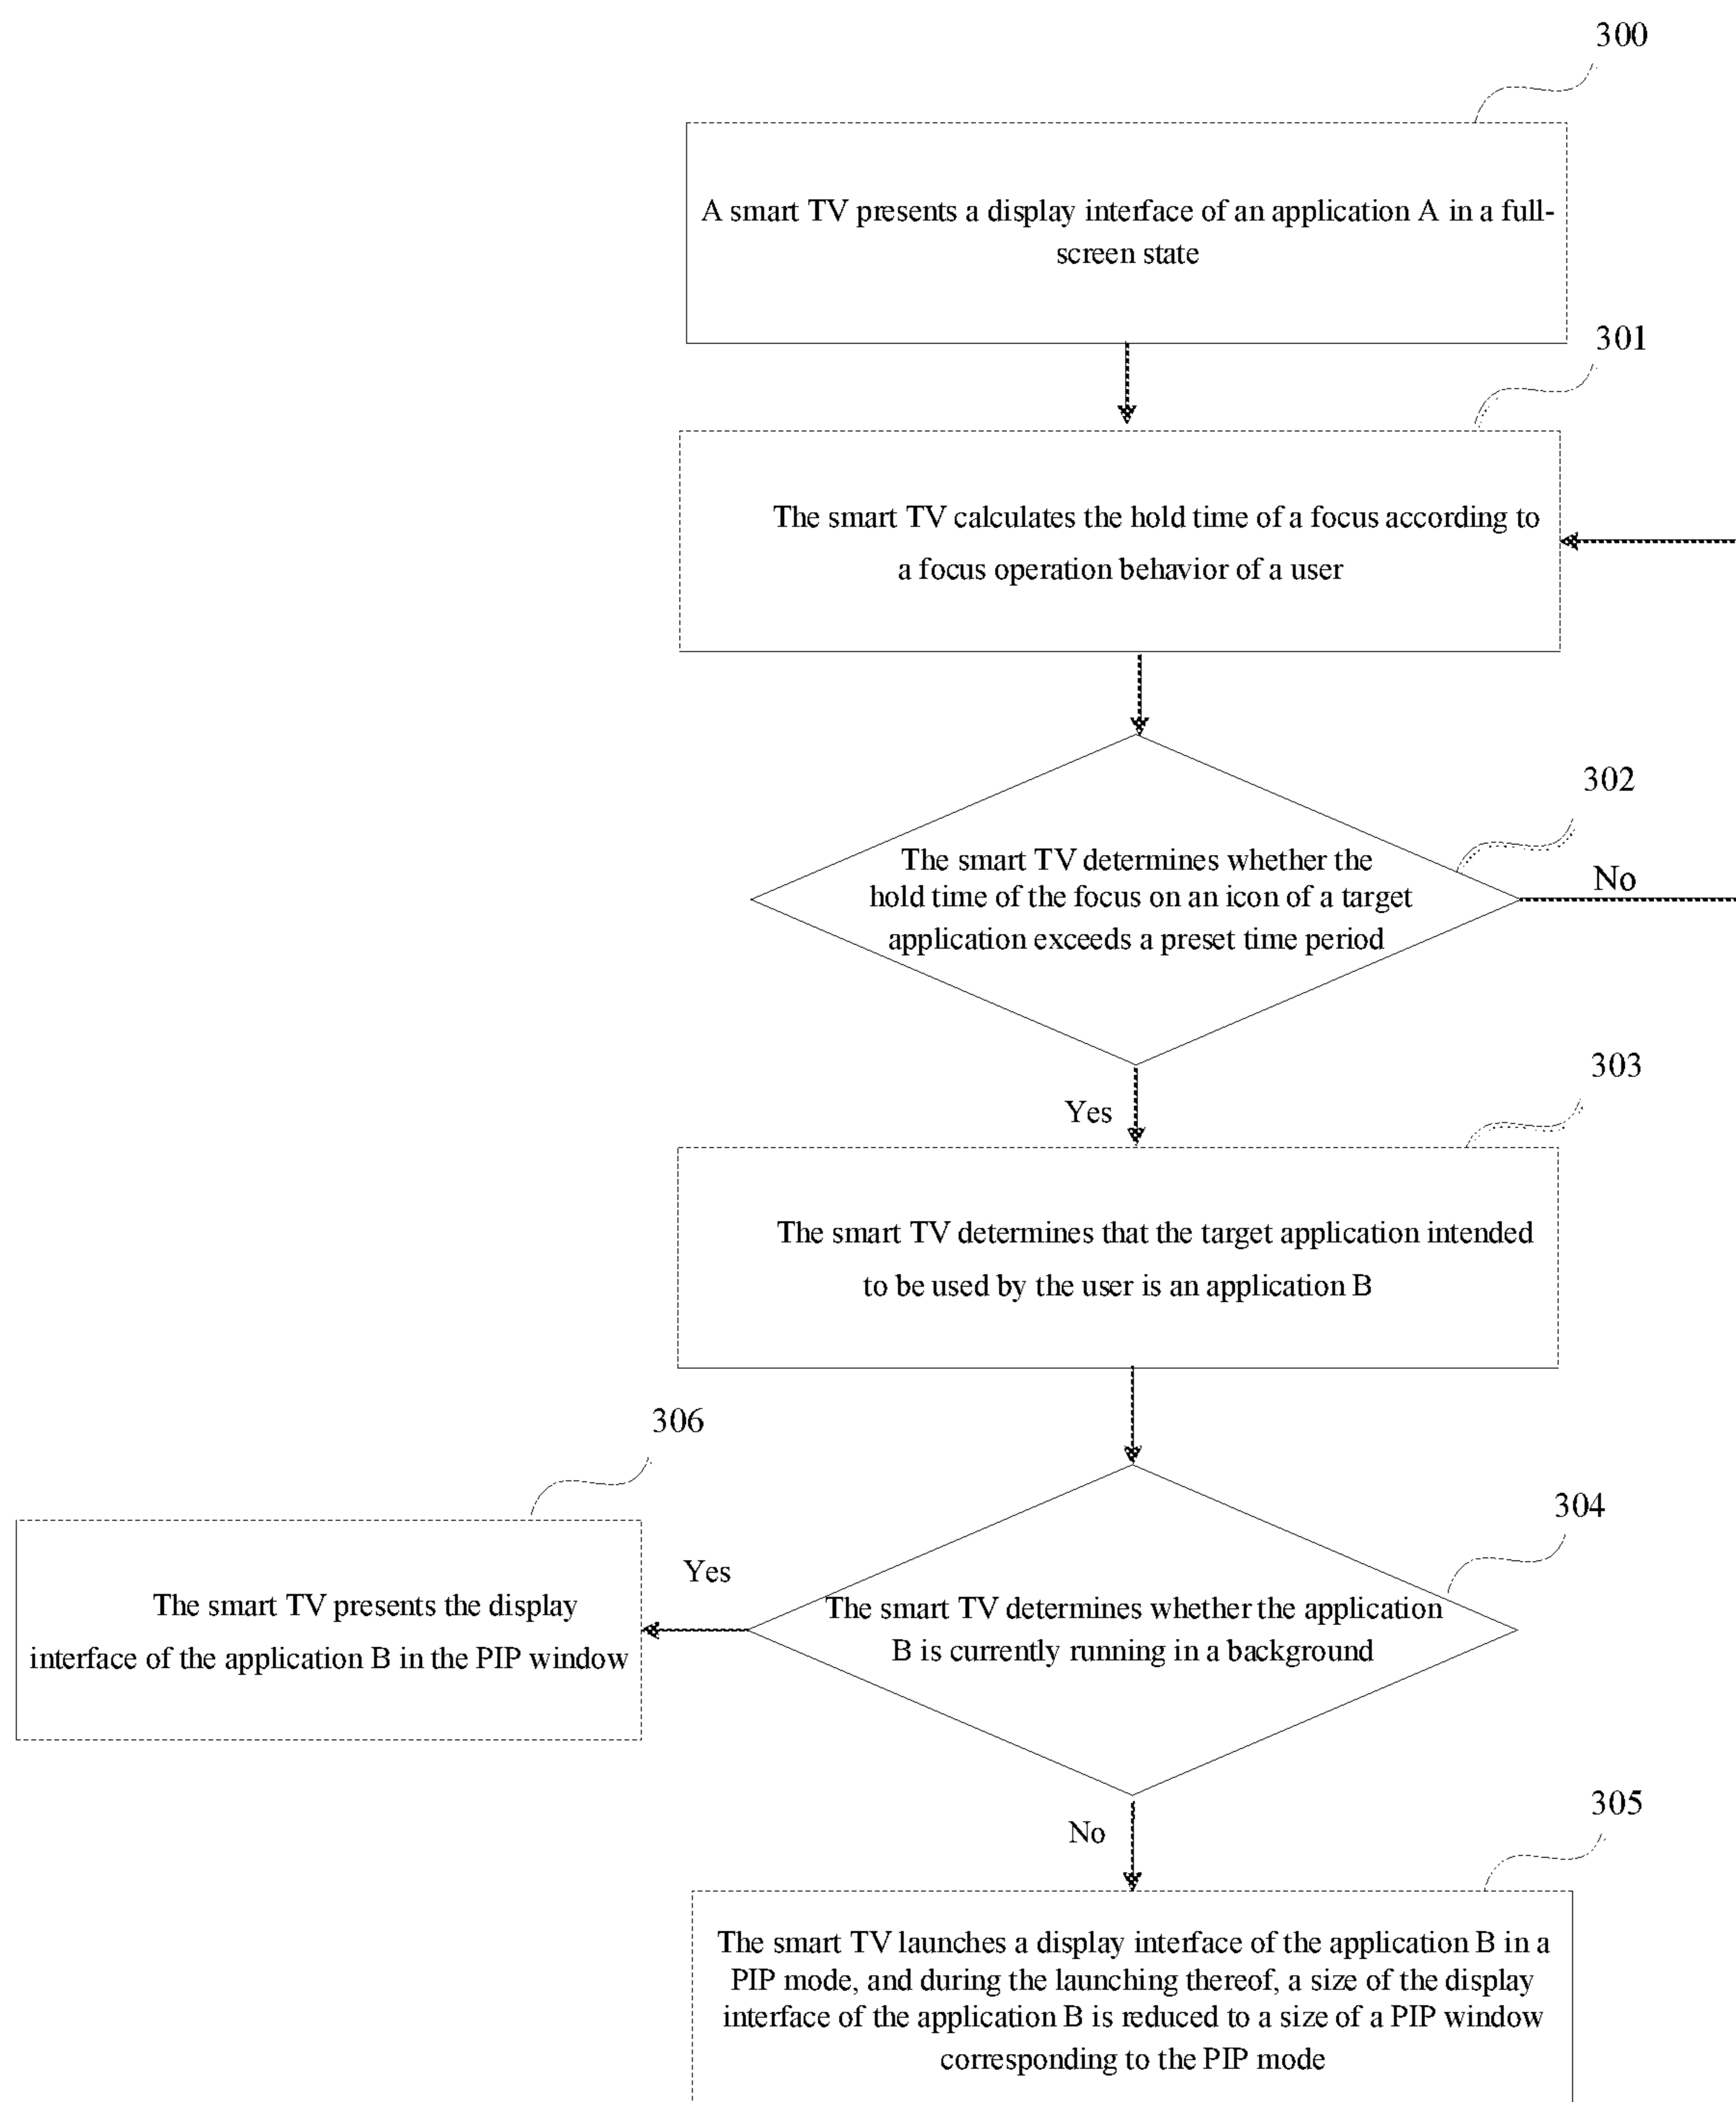 300
A smart TV presents a display interface of an application A in a full-
screen state
301
The smart TV calculates the hold time of a focus according to
a focus operation behavior of a user
302
The smart TV determines whether the
hold time of the focus on an icon of a target
application exceeds a preset time period
No
303
Yes
The smart TV determines that the target application intended
to be used by the user is an application B
306
304
Yes
The smart TV presents the display
interface of the application B in the PIP window
The smart TV determines whether the application
B is currently running in a background
305
No
The smart TV launches a display interface of the application B in a
PIP mode, and during the launching thereof, a size of the display
interface of the application B is reduced to a size of a PIP window
corresponding to the PIP mode